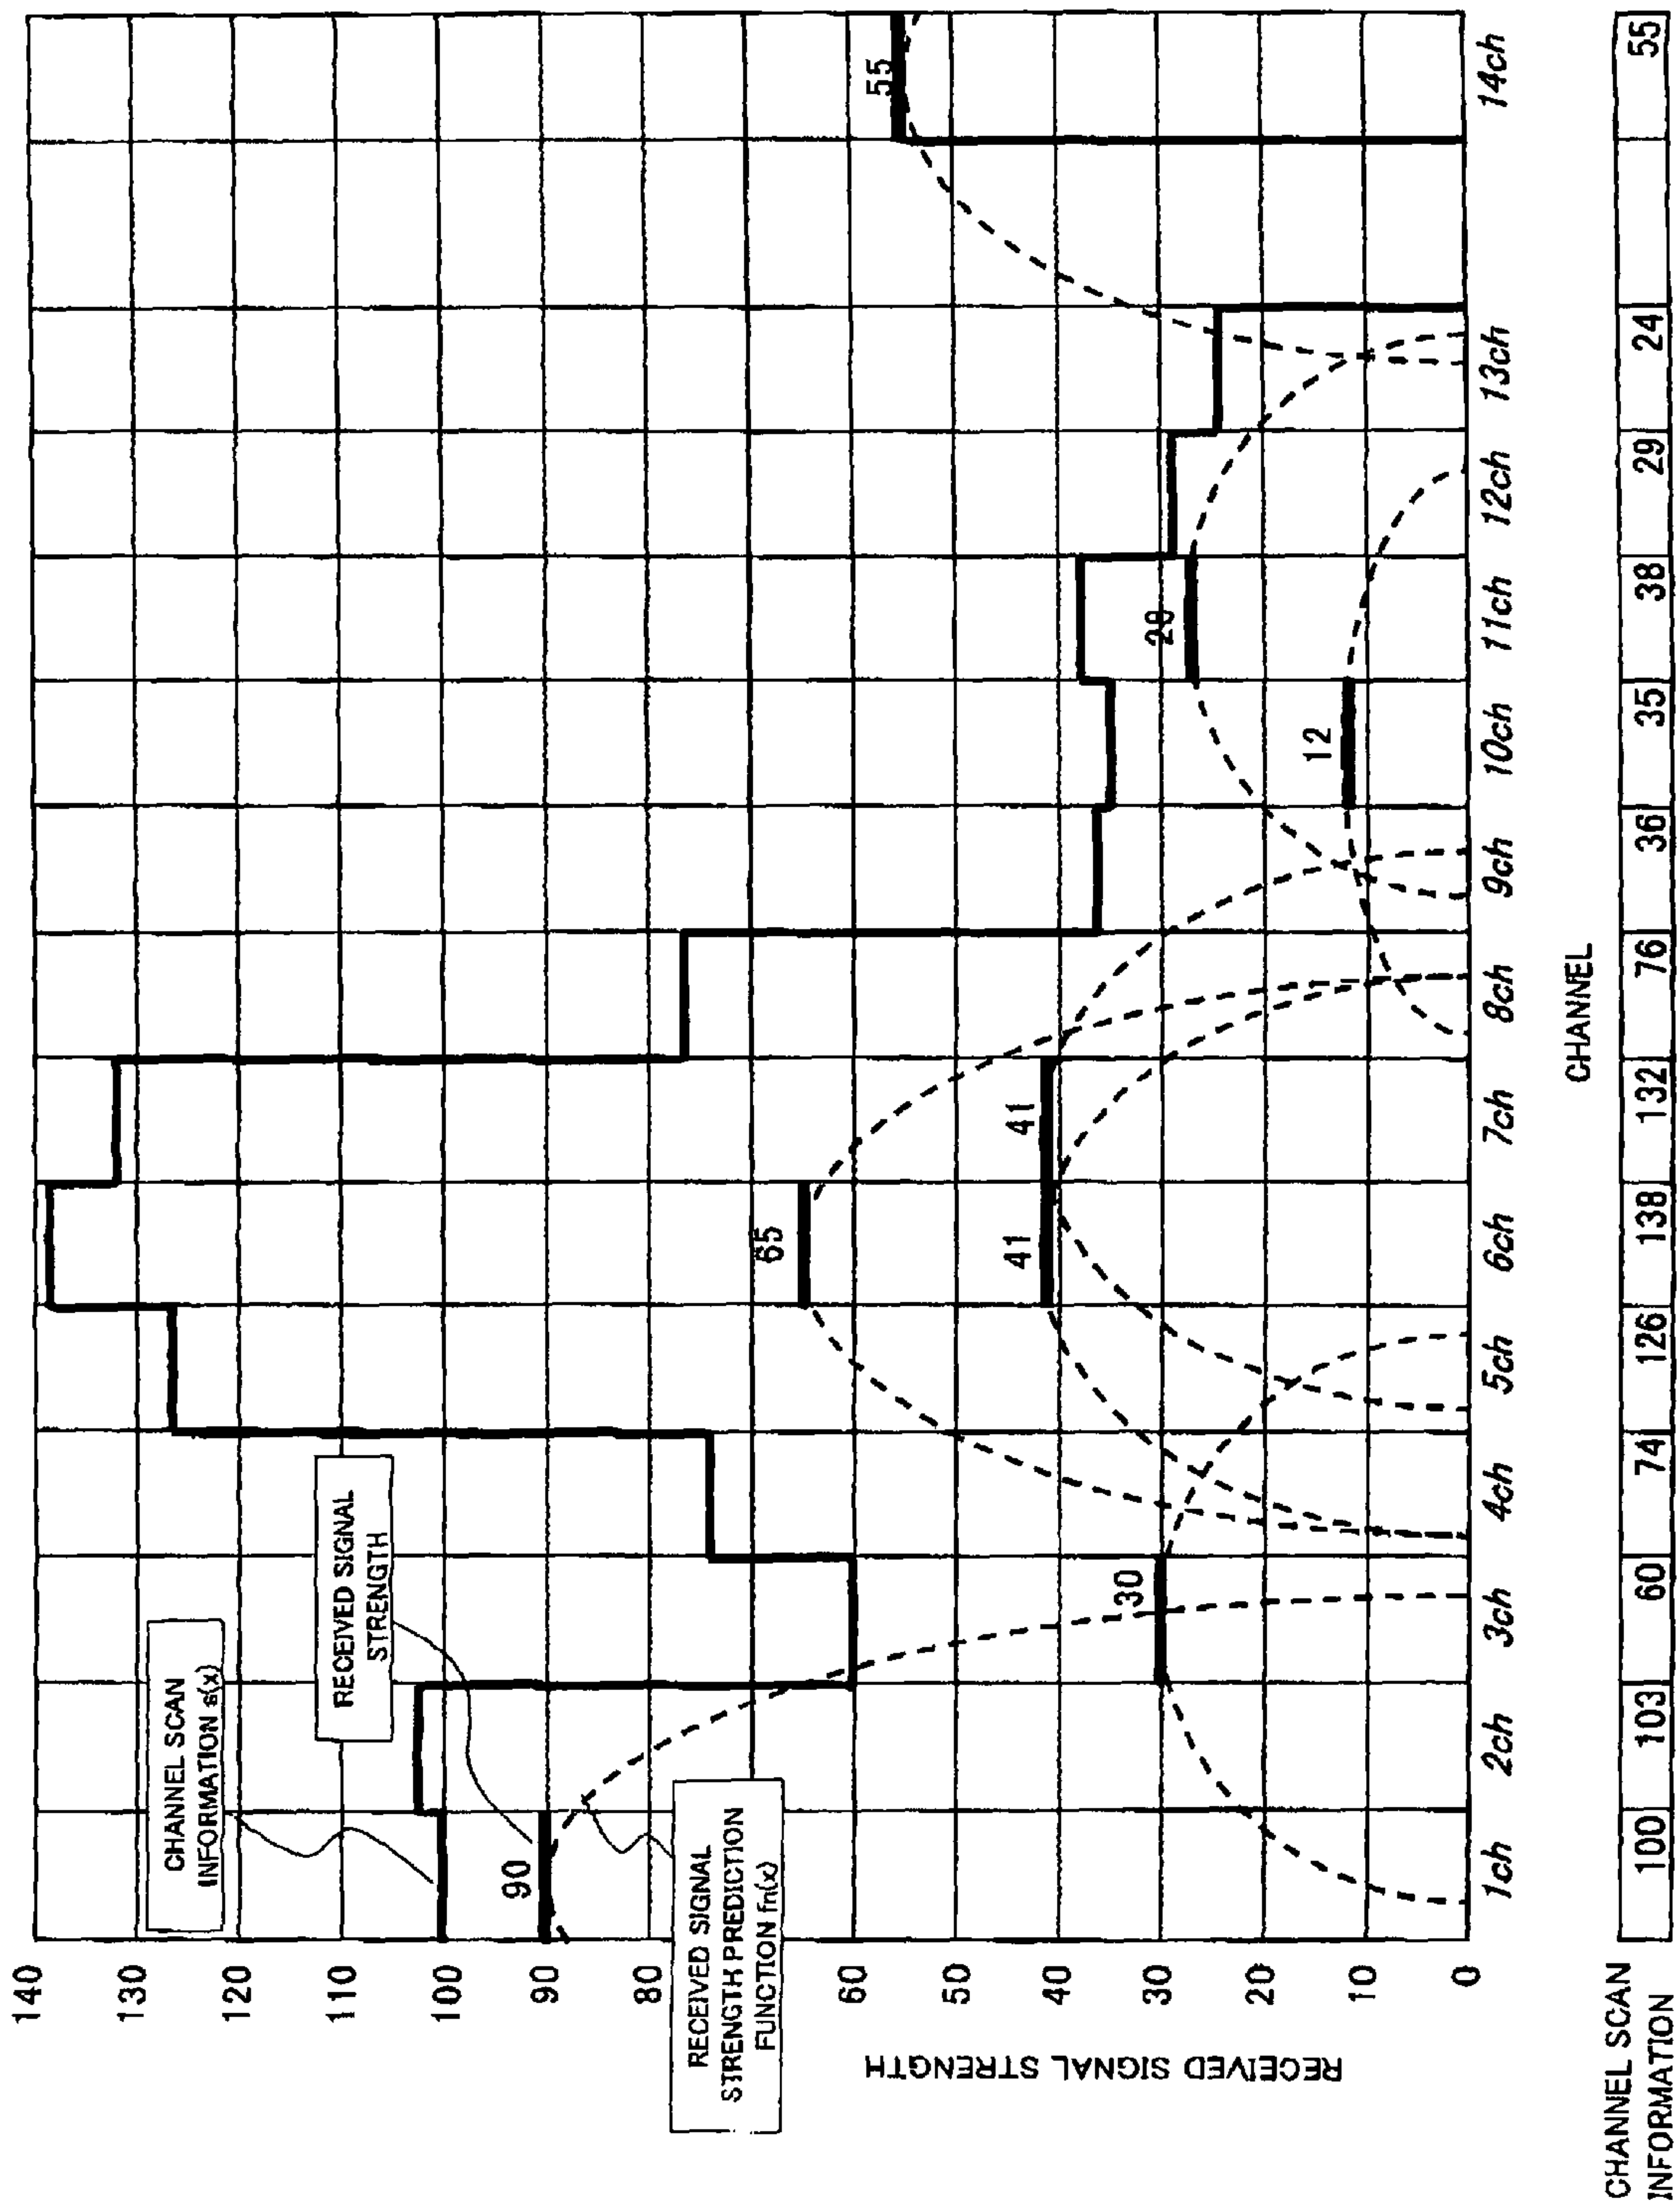 140
130
120
110
100
90
80
60
50
40
30
20
10
0
RECEIVED SIGNAL STRENGTH
CHANNEL SCAN
INFORMATION s(x)
RECEIVED SIGNAL
STRENGTH
RECEIVED SIGNAL
STRENGTH PREDICTION
FUNCTION fn(x)
90
30
65
41
41
12
55
1ch 2ch 3ch 4ch 5ch 6ch 7ch 8ch 9ch 10ch 11ch 12ch 13ch 14ch
CHANNEL
CHANNEL SCAN
INFORMATION
100 103 60 74 126 138 132 76 36 35 38 29 24 55